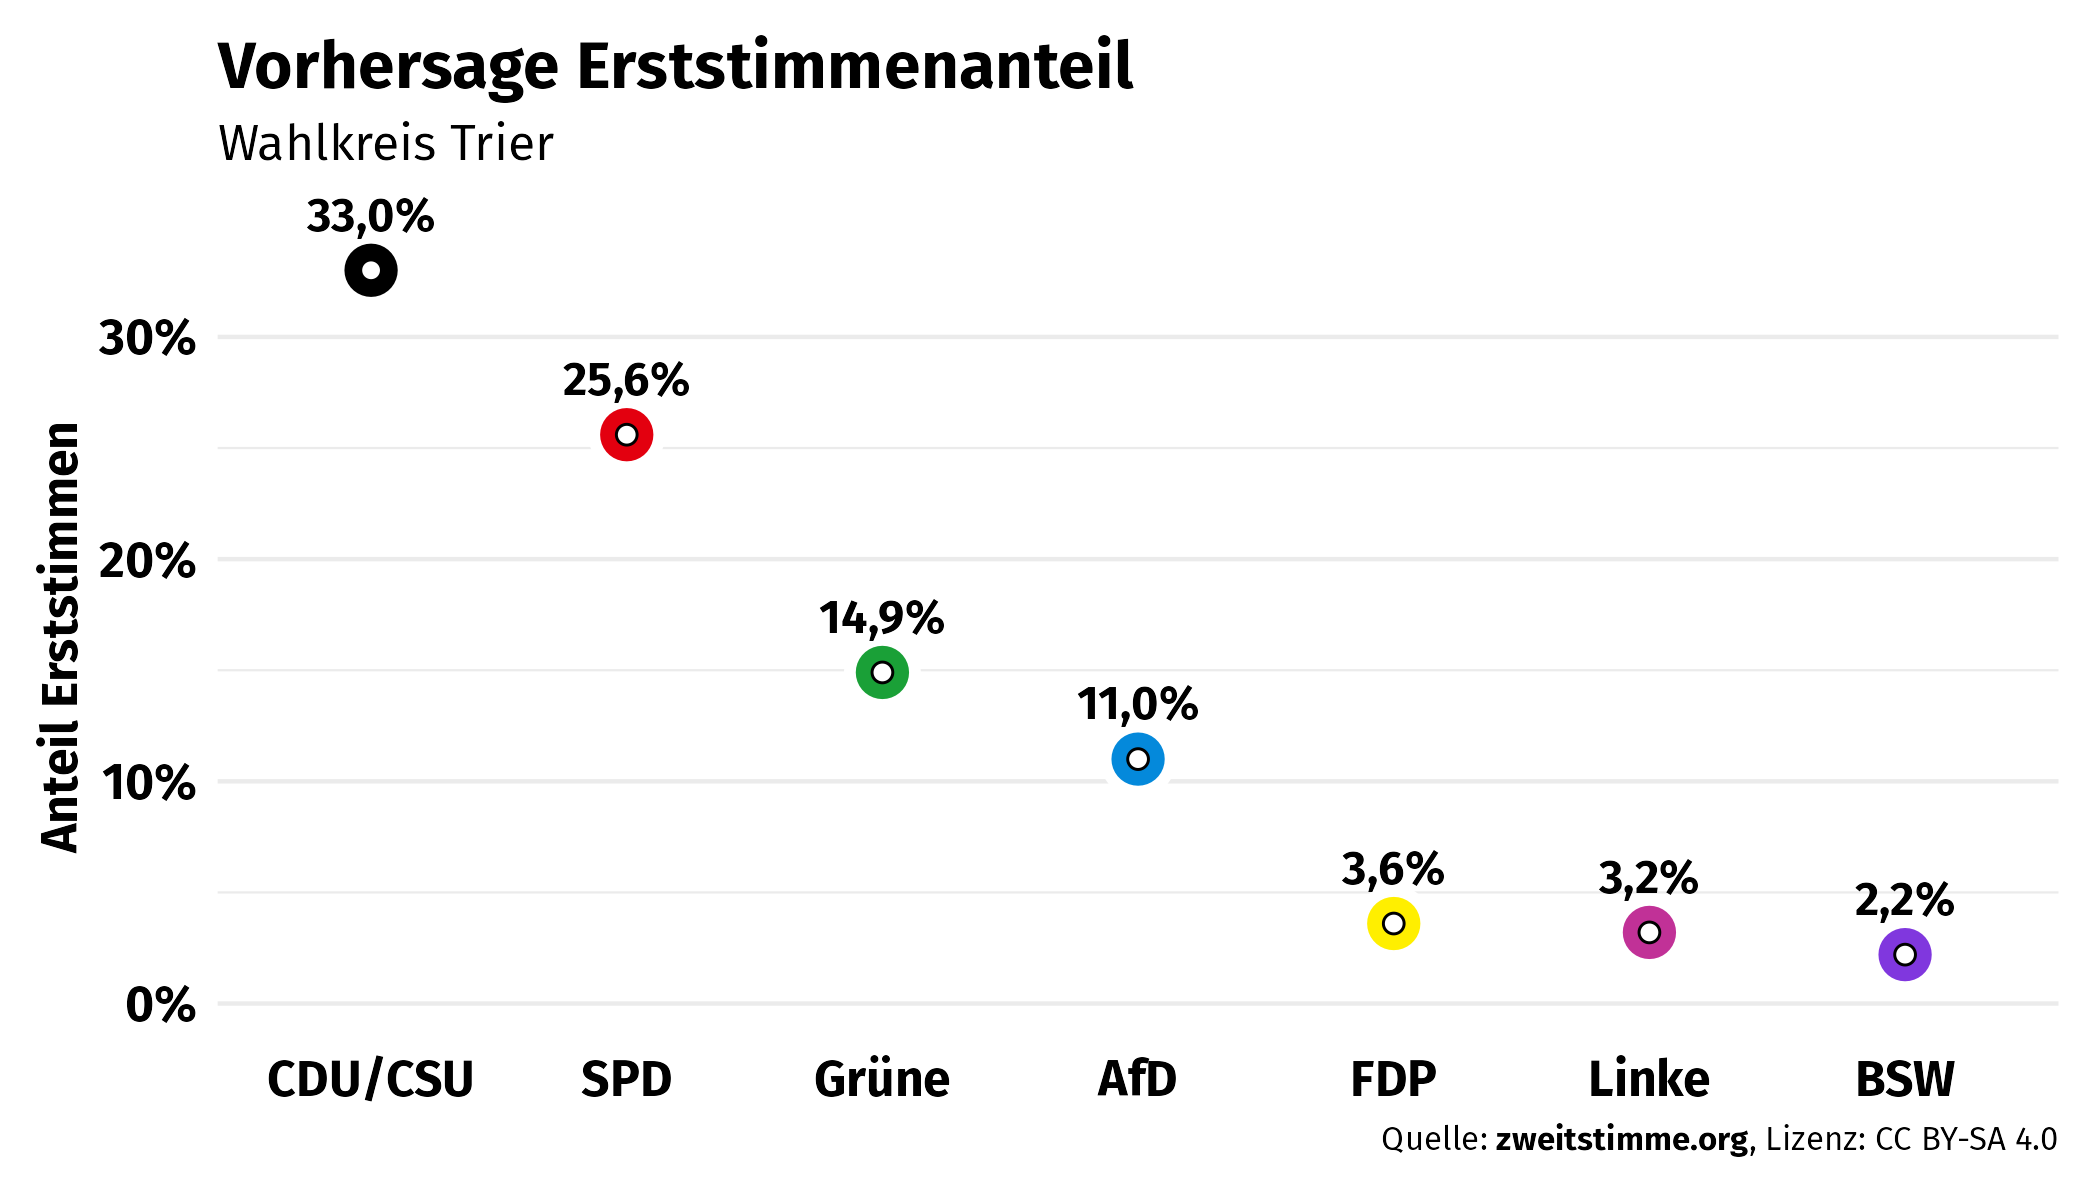 Vorhersage Erststimmenanteil
Wahlkreis Trier
33,0%
30%
25,6%
20%
14,9%
11,0%
10%
3,6%
3,2%
2,2%
0%
Anteil Erststimmen
CDU/CSU SPD Grüne AfD FDP Linke BSW
Quelle: zweitstimme.org, Lizenz: CC BY-SA 4.0